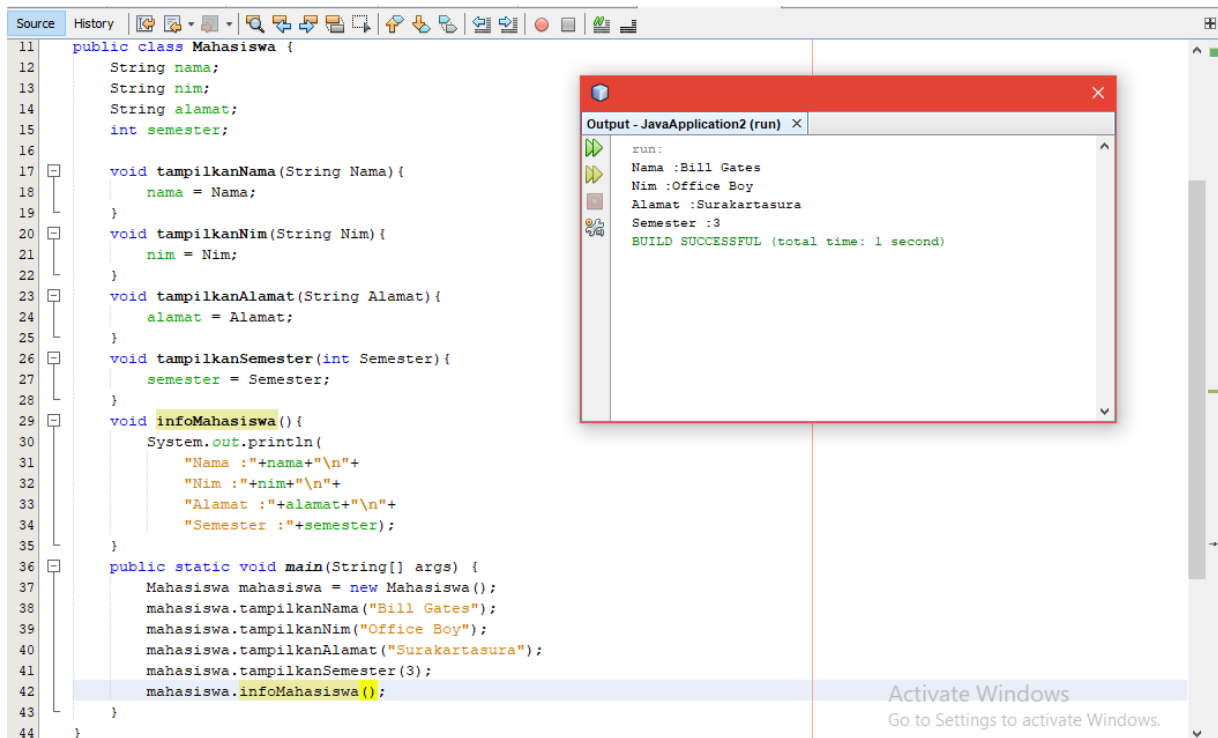 Source History
11 public class Mahasiswa {
12 String nama;
13 String nim;
14 String alamat;
15 int semester;
16
17 void tampilkanNama(String Nama){
18 nama = Nama;
19 }
20 void tampilkanNim(String Nim){
21 nim = Nim;
22 }
23 void tampilkanAlamat(String Alamat){
24 alamat = Alamat;
25 }
26 void tampilkanSemester(int Semester){
27 semester = Semester;
28 }
29 void infoMahasiswa(){
30 System.out.println(
31 "Nama :"+nama+"\n"+
32 "Nim :"+nim+"\n"+
33 "Alamat :"+alamat+"\n"+
34 "Semester :"+semester);
35 }
36 public static void main(String[] args) {
37 Mahasiswa mahasiswa = new Mahasiswa();
38 mahasiswa.tampilkanNama("Bill Gates");
39 mahasiswa.tampilkanNim("Office Boy");
40 mahasiswa.tampilkanAlamat("Surakartasura");
41 mahasiswa.tampilkanSemester(3);
42 mahasiswa.infoMahasiswa();
43 }
44 }
Output - JavaApplication2 (run)
run:
Nama :Bill Gates
Nim :Office Boy
Alamat :Surakartasura
Semester :3
BUILD SUCCESSFUL (total time: 1 second)
Activate Windows
Go to Settings to activate Windows.